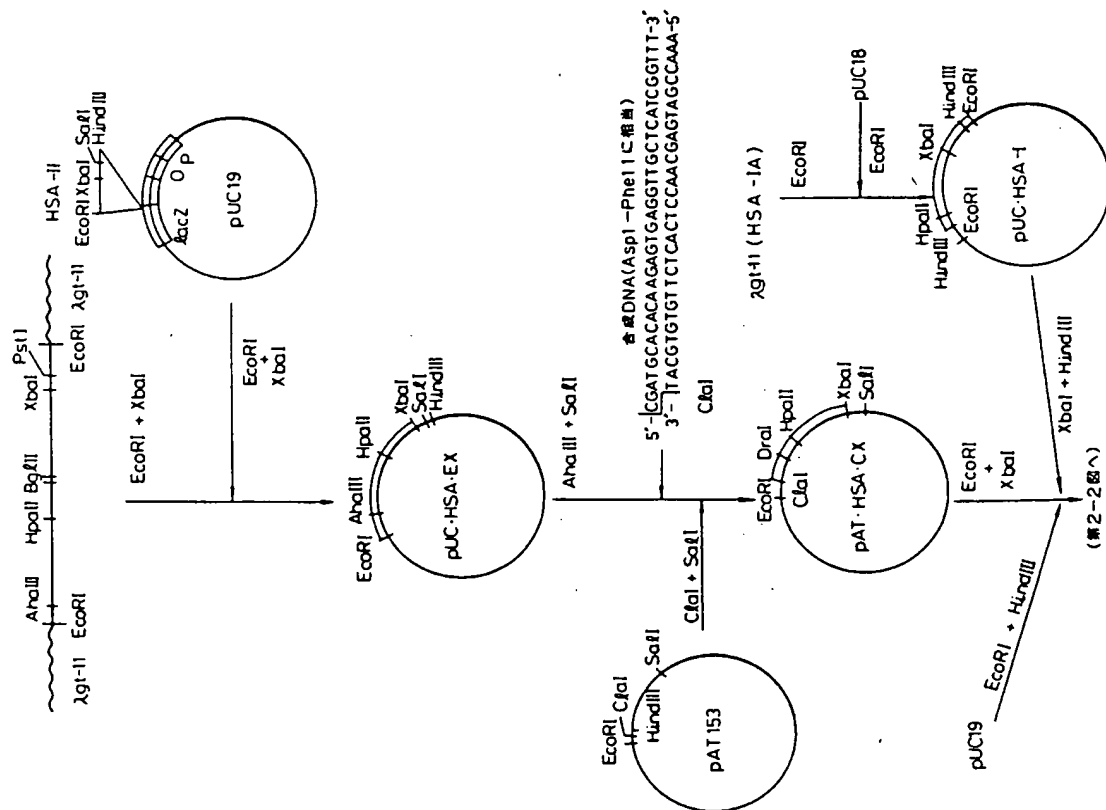 λgt-11
AhaIII
HpaII
BglII
XbaI
PstI
EcoRI
EcoRI
λgt-11
HSA-II
EcoRI XbaI SalI
HindIII
lacZ
O
P
pUC19
EcoRI + XbaI
EcoRI
+
XbaI
EcoRI
AhaIII
HpaII
XbaI
SalI
HindIII
pUC·HSA·EX
AhaIII + SalI
合成DNA(Asp1-Phe11に相当)
5'-CGATGCACACAAGAGTGAGGTTGCTCATCGGTTT-3'
3'-TACGTGTGTTCTCACTCCAACGAGTAGCCAAA-5'
ClaI
EcoRI
ClaI
HindIII
SalI
pAT153
ClaI + SalI
EcoRI
ClaI
DraI
HpaII
XbaI
SalI
pAT·HSA·CX
λgt-11 (HSA-IA)
EcoRI
pUC18
EcoRI
HpaII
XbaI
HindIII
EcoRI
HindIII
EcoRI
pUC·HSA-I
pUC19
EcoRI + HindIII
EcoRI
+
XbaI
XbaI + HindIII
(第2-2図へ)